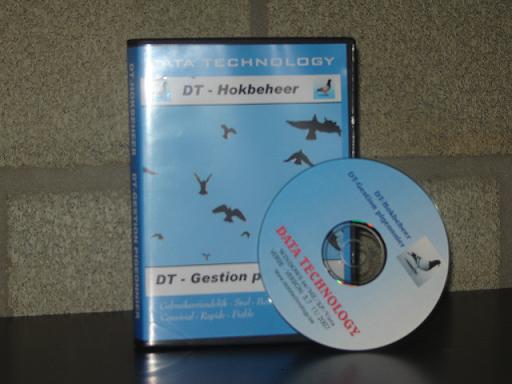 DATA TECHNOLOGY
DT - Hokbeheer
DT - Gestion p
Gebruiksvriendelijk - Snel - Be
Convivial - Rapide - Fiable
DT-HOKBEHEER DT-GESTION PIGEONNIER
DT-Hokbeheer
DT-Gestion pigeonnier
DATA TECHNOLOGY